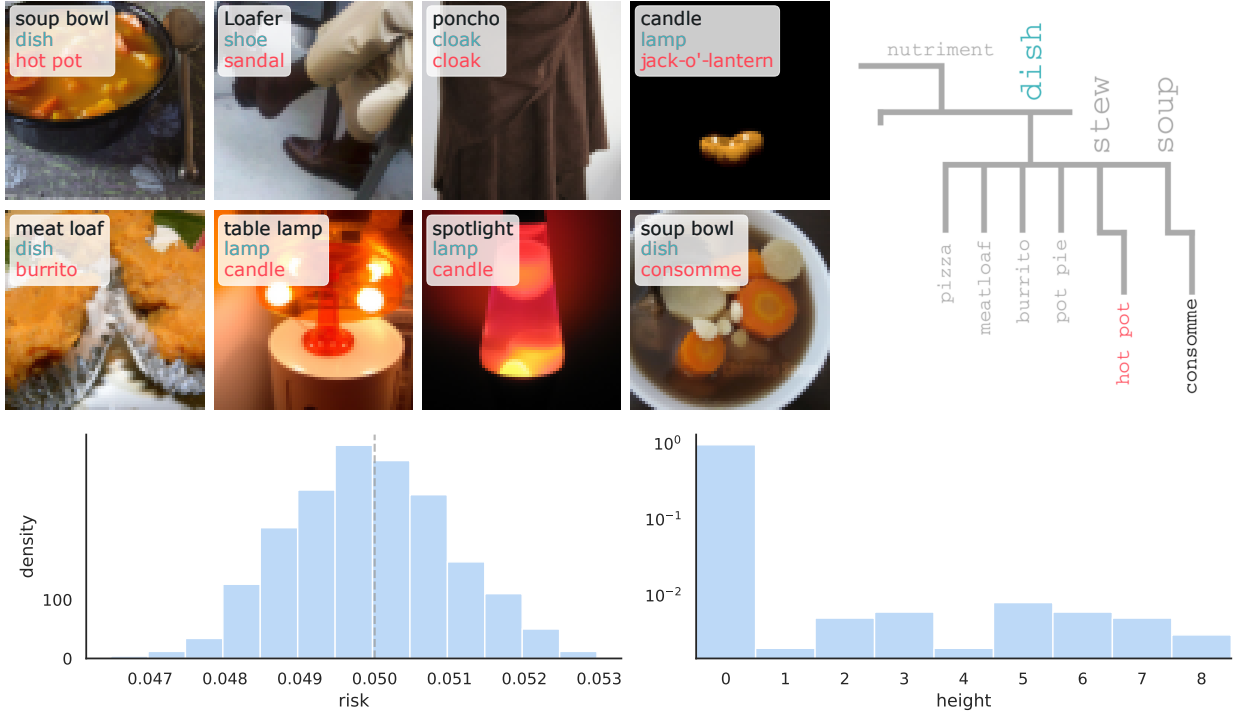 soup bowl
dish
hot pot
Loafer
shoe
sandal
poncho
cloak
cloak
candle
lamp
jack-o'-lantern
meat loaf
dish
burrito
table lamp
lamp
candle
spotlight
lamp
candle
soup bowl
dish
consomme
nutriment
dish
stew
soup
pizza
meatloaf
burrito
pot pie
hot pot
consomme
density
100
0
0.047 0.048 0.049 0.050 0.051 0.052 0.053
risk
10⁰
10⁻¹
10⁻²
0 1 2 3 4 5 6 7 8
height